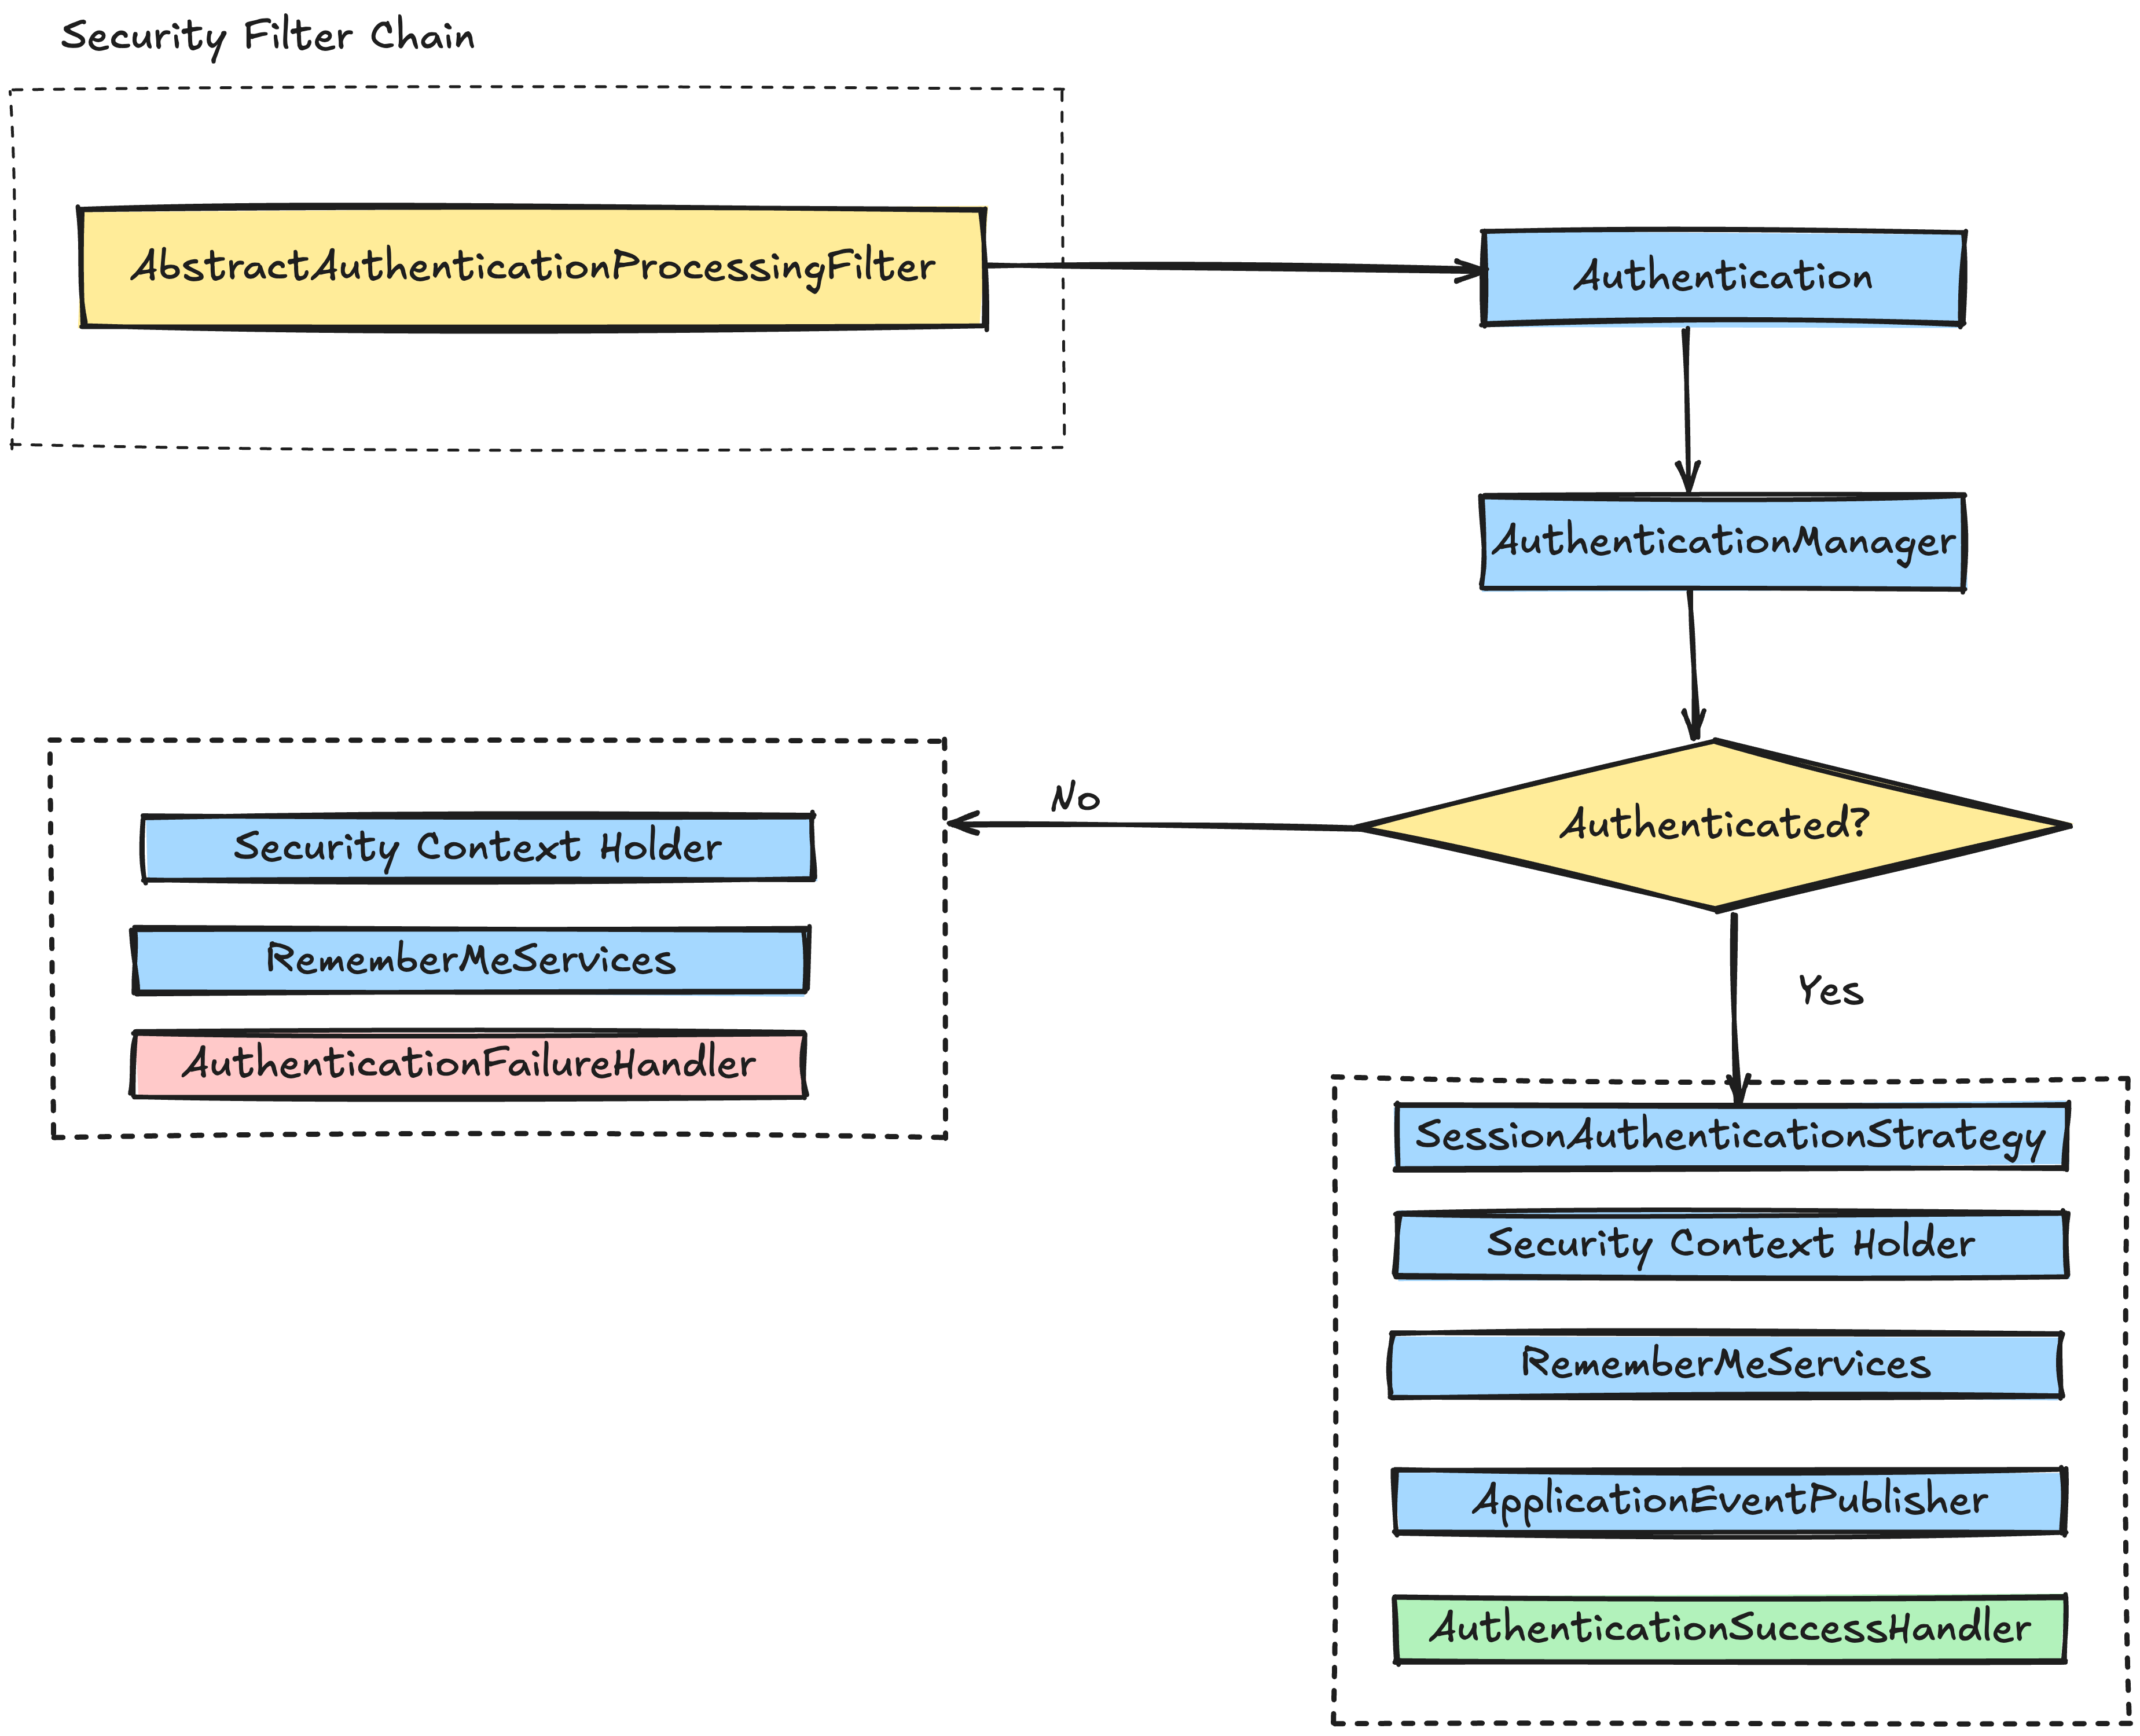 Security Filter Chain
AbstractAuthenticationProcessingFilter
Authentication
AuthenticationManager
Authenticated?
No
Yes
Security Context Holder
RememberMeServices
AuthenticationFailureHandler
SessionAuthenticationStrategy
Security Context Holder
RememberMeServices
ApplicationEventPublisher
AuthenticationSuccessHandler